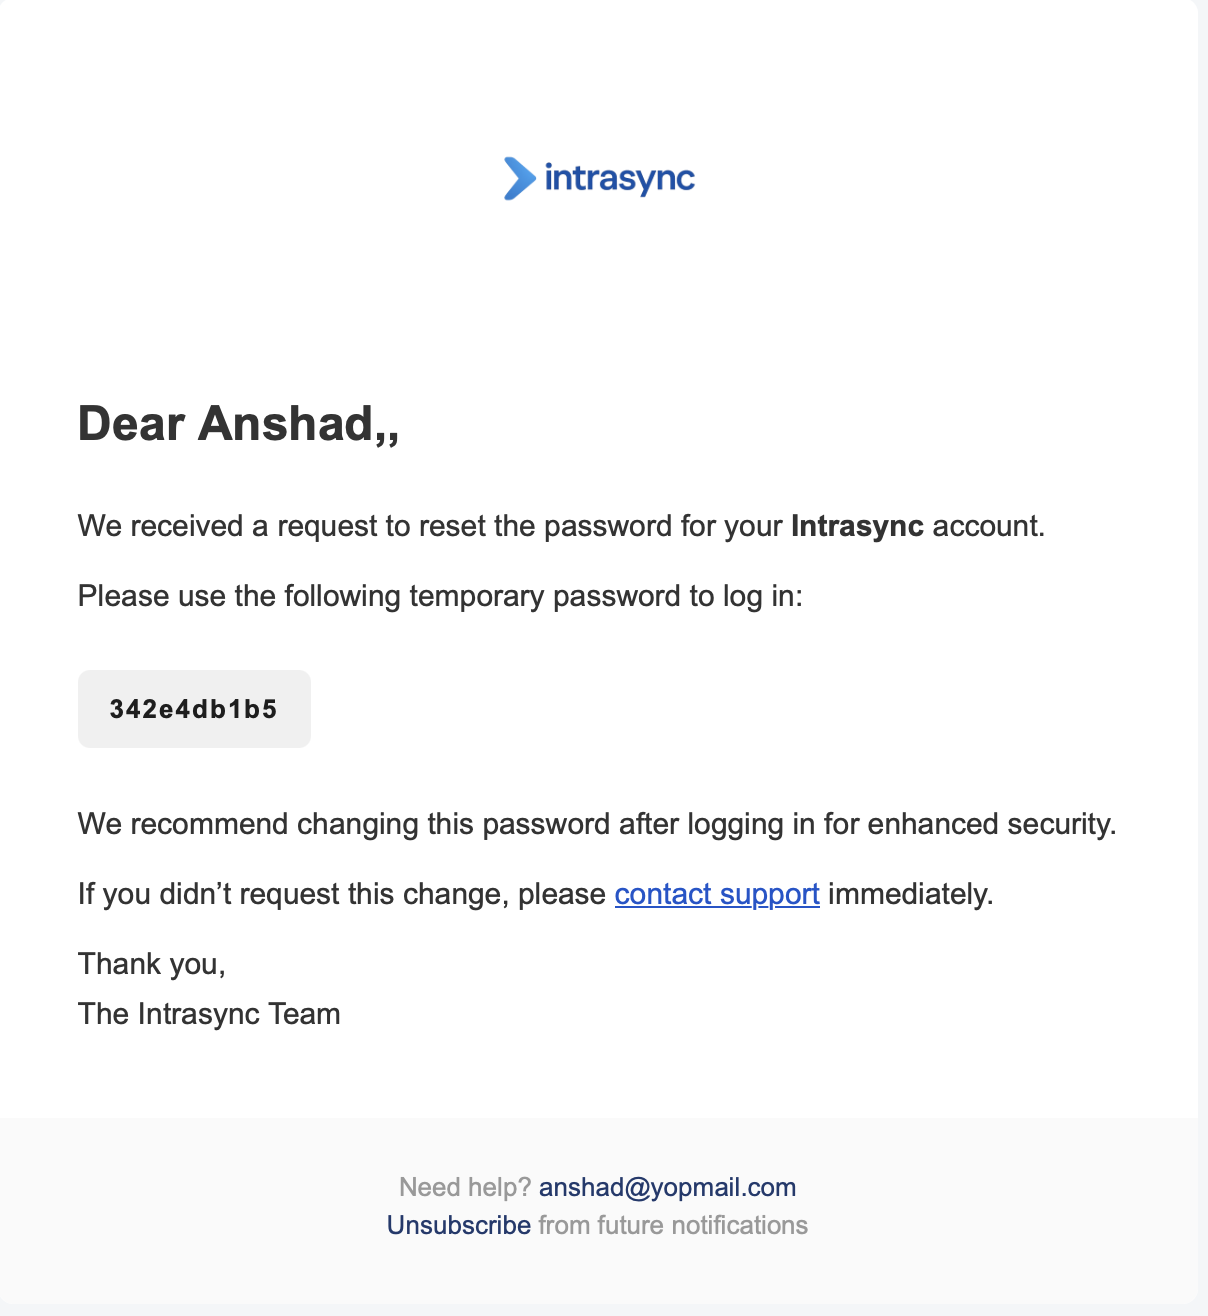 intrasync
Dear Anshad,,
We received a request to reset the password for your Intrasync account.
Please use the following temporary password to log in:
342e4db1b5
We recommend changing this password after logging in for enhanced security.
If you didn’t request this change, please contact support immediately.
Thank you,
The Intrasync Team
Need help? anshad@yopmail.com
Unsubscribe from future notifications